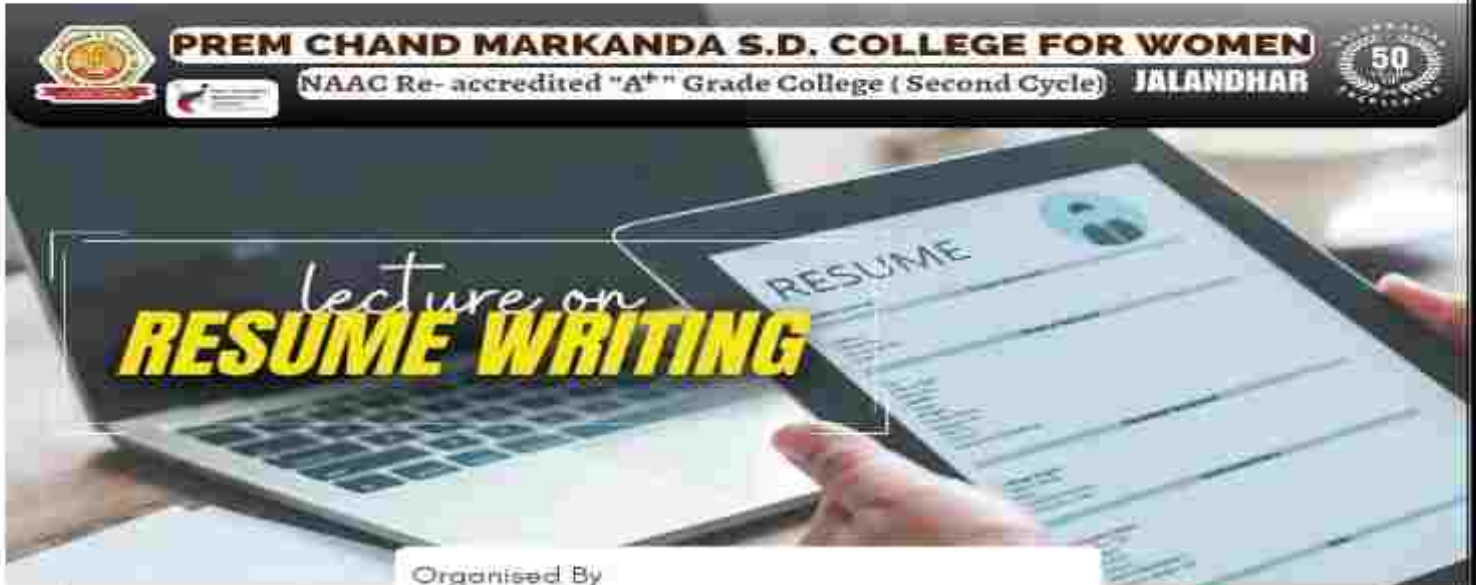 PREM CHAND MARKANDA S.D. COLLEGE FOR WOMEN
NAAC Re- accredited "A+" Grade College ( Second Cycle) JALANDHAR
50
lecture on
RESUME WRITING
RESUME
Organised By